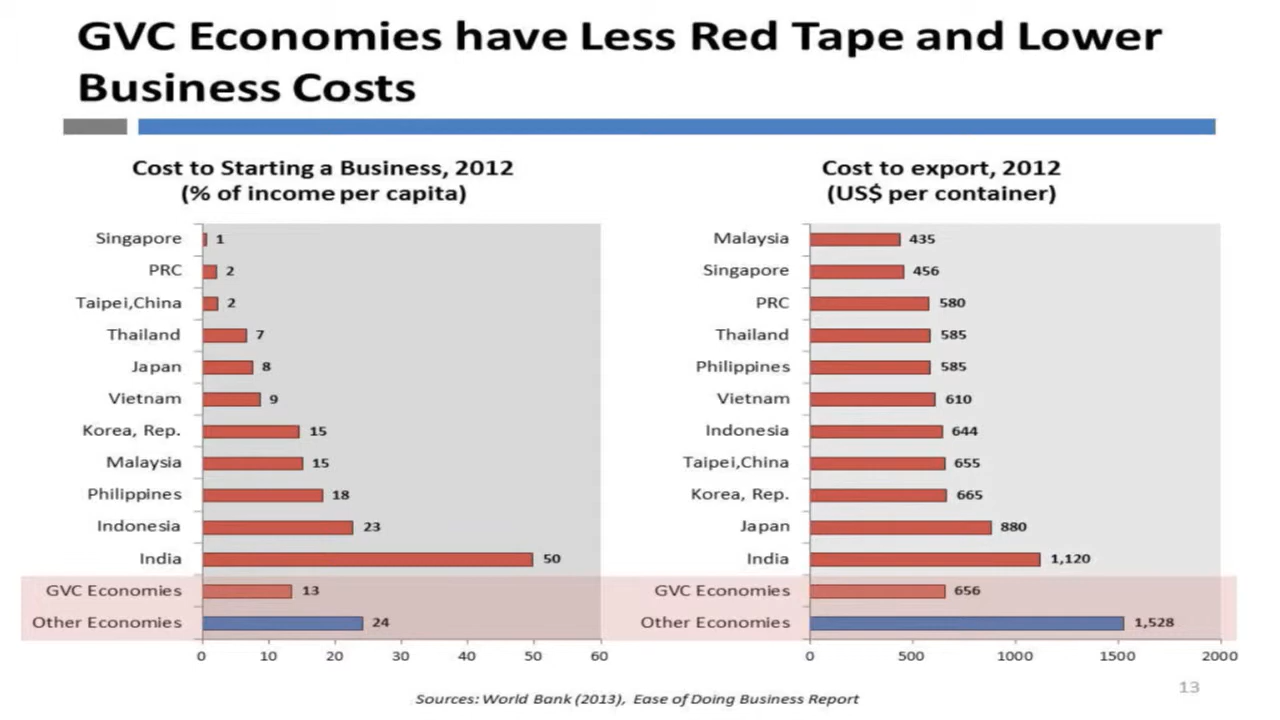 GVC Economies have Less Red Tape and Lower
Business Costs
Cost to Starting a Business, 2012
(% of income per capita)
Singapore 1
PRC 2
Taipei,China 2
Thailand 7
Japan 8
Vietnam 9
Korea, Rep. 15
Malaysia 15
Philippines 18
Indonesia 23
India 50
GVC Economies 13
Other Economies 24
0 10 20 30 40 50 60
Cost to export, 2012
(US$ per container)
Malaysia 435
Singapore 456
PRC 580
Thailand 585
Philippines 585
Vietnam 610
Indonesia 644
Taipei,China 655
Korea, Rep. 665
Japan 880
India 1,120
GVC Economies 656
Other Economies 1,528
0 500 1000 1500 2000
Sources: World Bank (2013), Ease of Doing Business Report
13